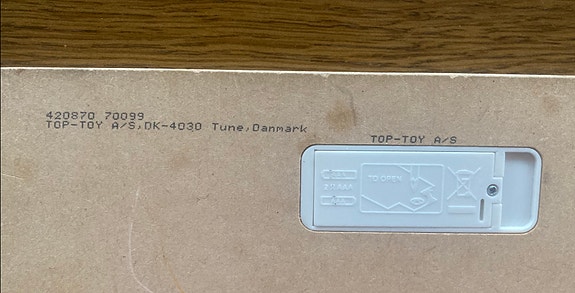 420870 70099
TOP-TOY A/S,DK-4030 Tune,Danmark
TOP-TOY A/S
TO OPEN